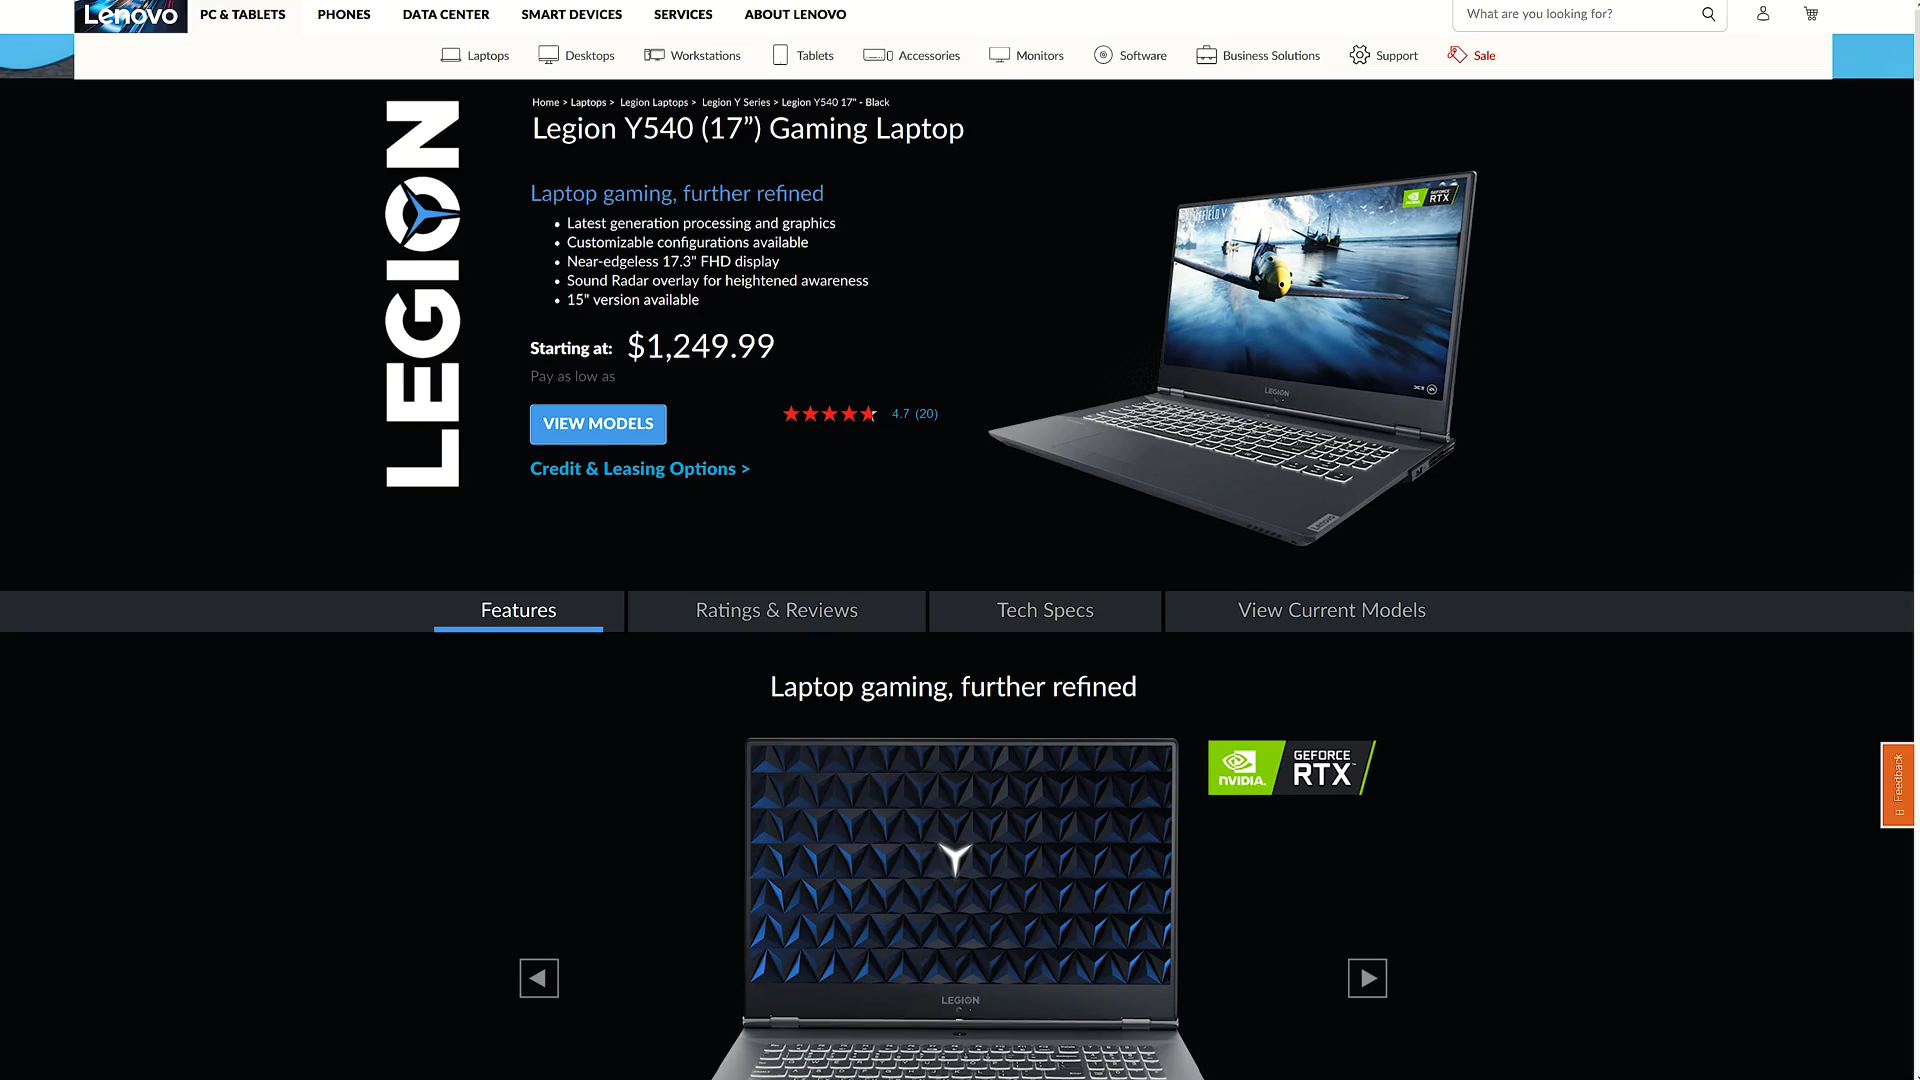 Lenovo
PC & TABLETS
PHONES
DATA CENTER
SMART DEVICES
SERVICES
ABOUT LENOVO
What are you looking for?
Laptops
Desktops
Workstations
Tablets
Accessories
Monitors
Software
Business Solutions
Support
Sale
LEGION
Home > Laptops > Legion Laptops > Legion Y Series > Legion Y540 17" - Black
Legion Y540 (17”) Gaming Laptop
Laptop gaming, further refined
• Latest generation processing and graphics
• Customizable configurations available
• Near-edgeless 17.3" FHD display
• Sound Radar overlay for heightened awareness
• 15" version available
Starting at: $1,249.99
Pay as low as
VIEW MODELS
4.7 (20)
Credit & Leasing Options >
GEFORCE
RTX
LEGION
Lenovo
Features
Ratings & Reviews
Tech Specs
View Current Models
Laptop gaming, further refined
NVIDIA.
GEFORCE
RTX
LEGION
Feedback